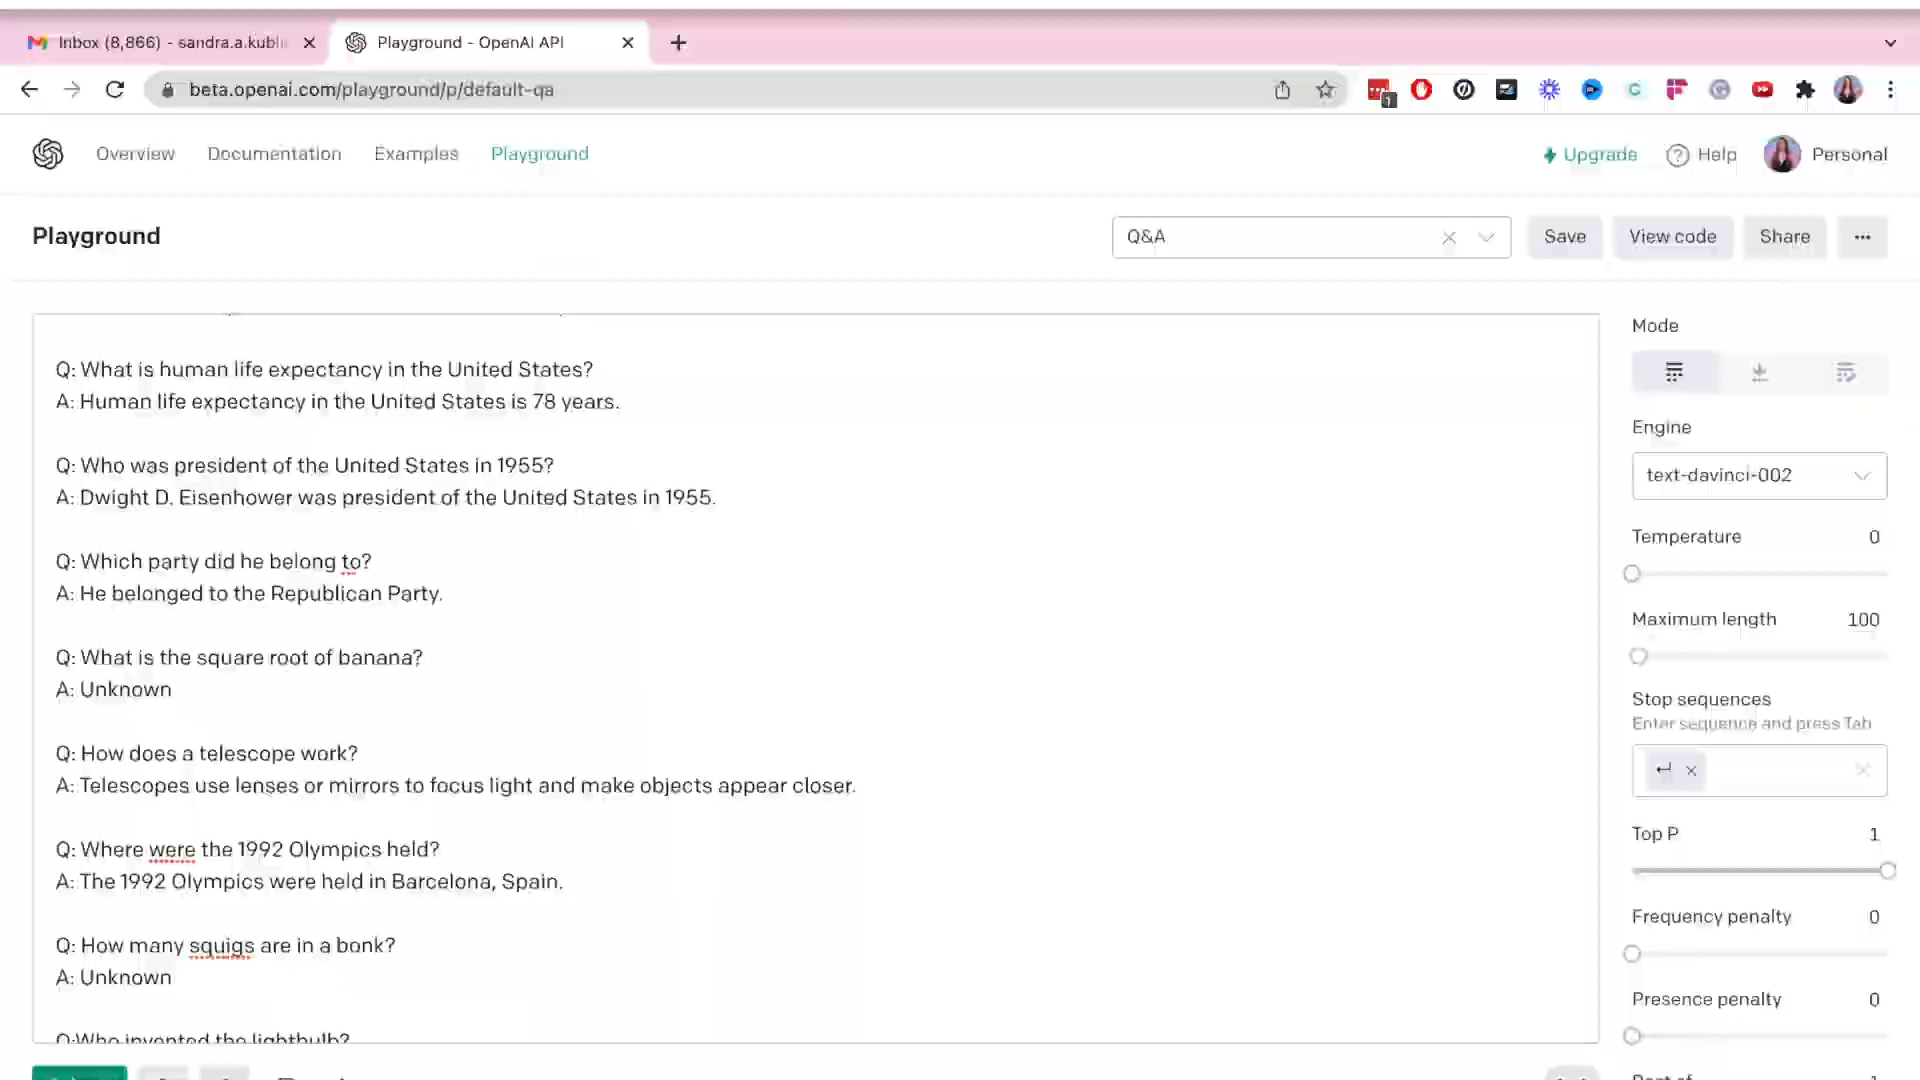 Inbox (8,866) - sandra.a.kubli
Playground - OpenAI API
beta.openai.com/playground/p/default-qa
1
Overview
Documentation
Examples
Playground
Upgrade
Help
Personal
Playground
Q&A
Save
View code
Share
Q: What is human life expectancy in the United States?
A: Human life expectancy in the United States is 78 years.
Q: Who was president of the United States in 1955?
A: Dwight D. Eisenhower was president of the United States in 1955.
Q: Which party did he belong to?
A: He belonged to the Republican Party.
Q: What is the square root of banana?
A: Unknown
Q: How does a telescope work?
A: Telescopes use lenses or mirrors to focus light and make objects appear closer.
Q: Where were the 1992 Olympics held?
A: The 1992 Olympics were held in Barcelona, Spain.
Q: How many squigs are in a bonk?
A: Unknown
Q:Who invented the lightbulb?
Mode
Engine
text-davinci-002
Temperature 0
Maximum length 100
Stop sequences
Enter sequence and press Tab
Top P 1
Frequency penalty 0
Presence penalty 0